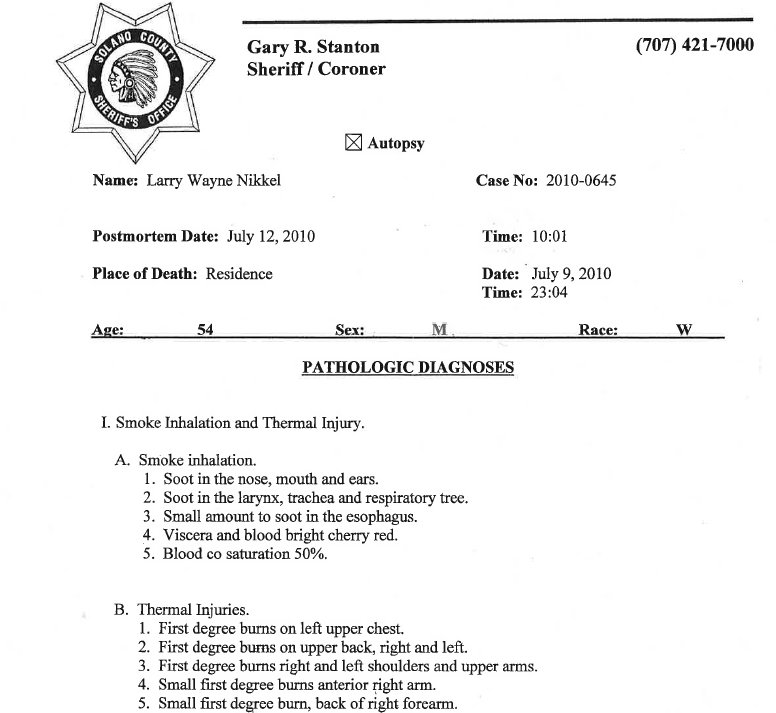 SOLANO COUNTY
SHERIFF'S OFFICE
Gary R. Stanton (707) 421-7000
Sheriff / Coroner
☒ Autopsy
Name: Larry Wayne Nikkel Case No: 2010-0645
Postmortem Date: July 12, 2010 Time: 10:01
Place of Death: Residence Date: July 9, 2010
Time: 23:04
Age: 54 Sex: M Race: W
PATHOLOGIC DIAGNOSES
I. Smoke Inhalation and Thermal Injury.
A. Smoke inhalation.
1. Soot in the nose, mouth and ears.
2. Soot in the larynx, trachea and respiratory tree.
3. Small amount to soot in the esophagus.
4. Viscera and blood bright cherry red.
5. Blood co saturation 50%.
B. Thermal Injuries.
1. First degree burns on left upper chest.
2. First degree burns on upper back, right and left.
3. First degree burns right and left shoulders and upper arms.
4. Small first degree burns anterior right arm.
5. Small first degree burn, back of right forearm.